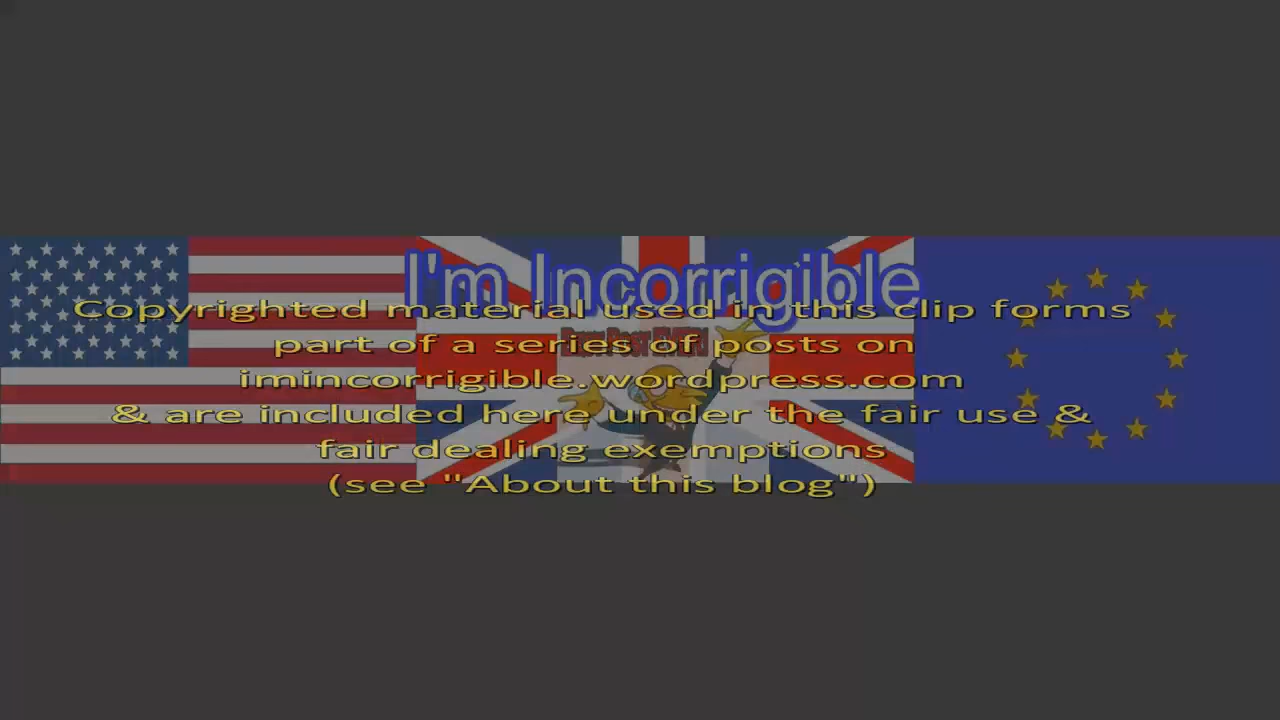 I'm Incorrigible
Copyrighted material used in this clip forms
part of a series of posts on
imincorrigible.wordpress.com
& are included here under the fair use &
fair dealing exemptions
(see "About this blog")